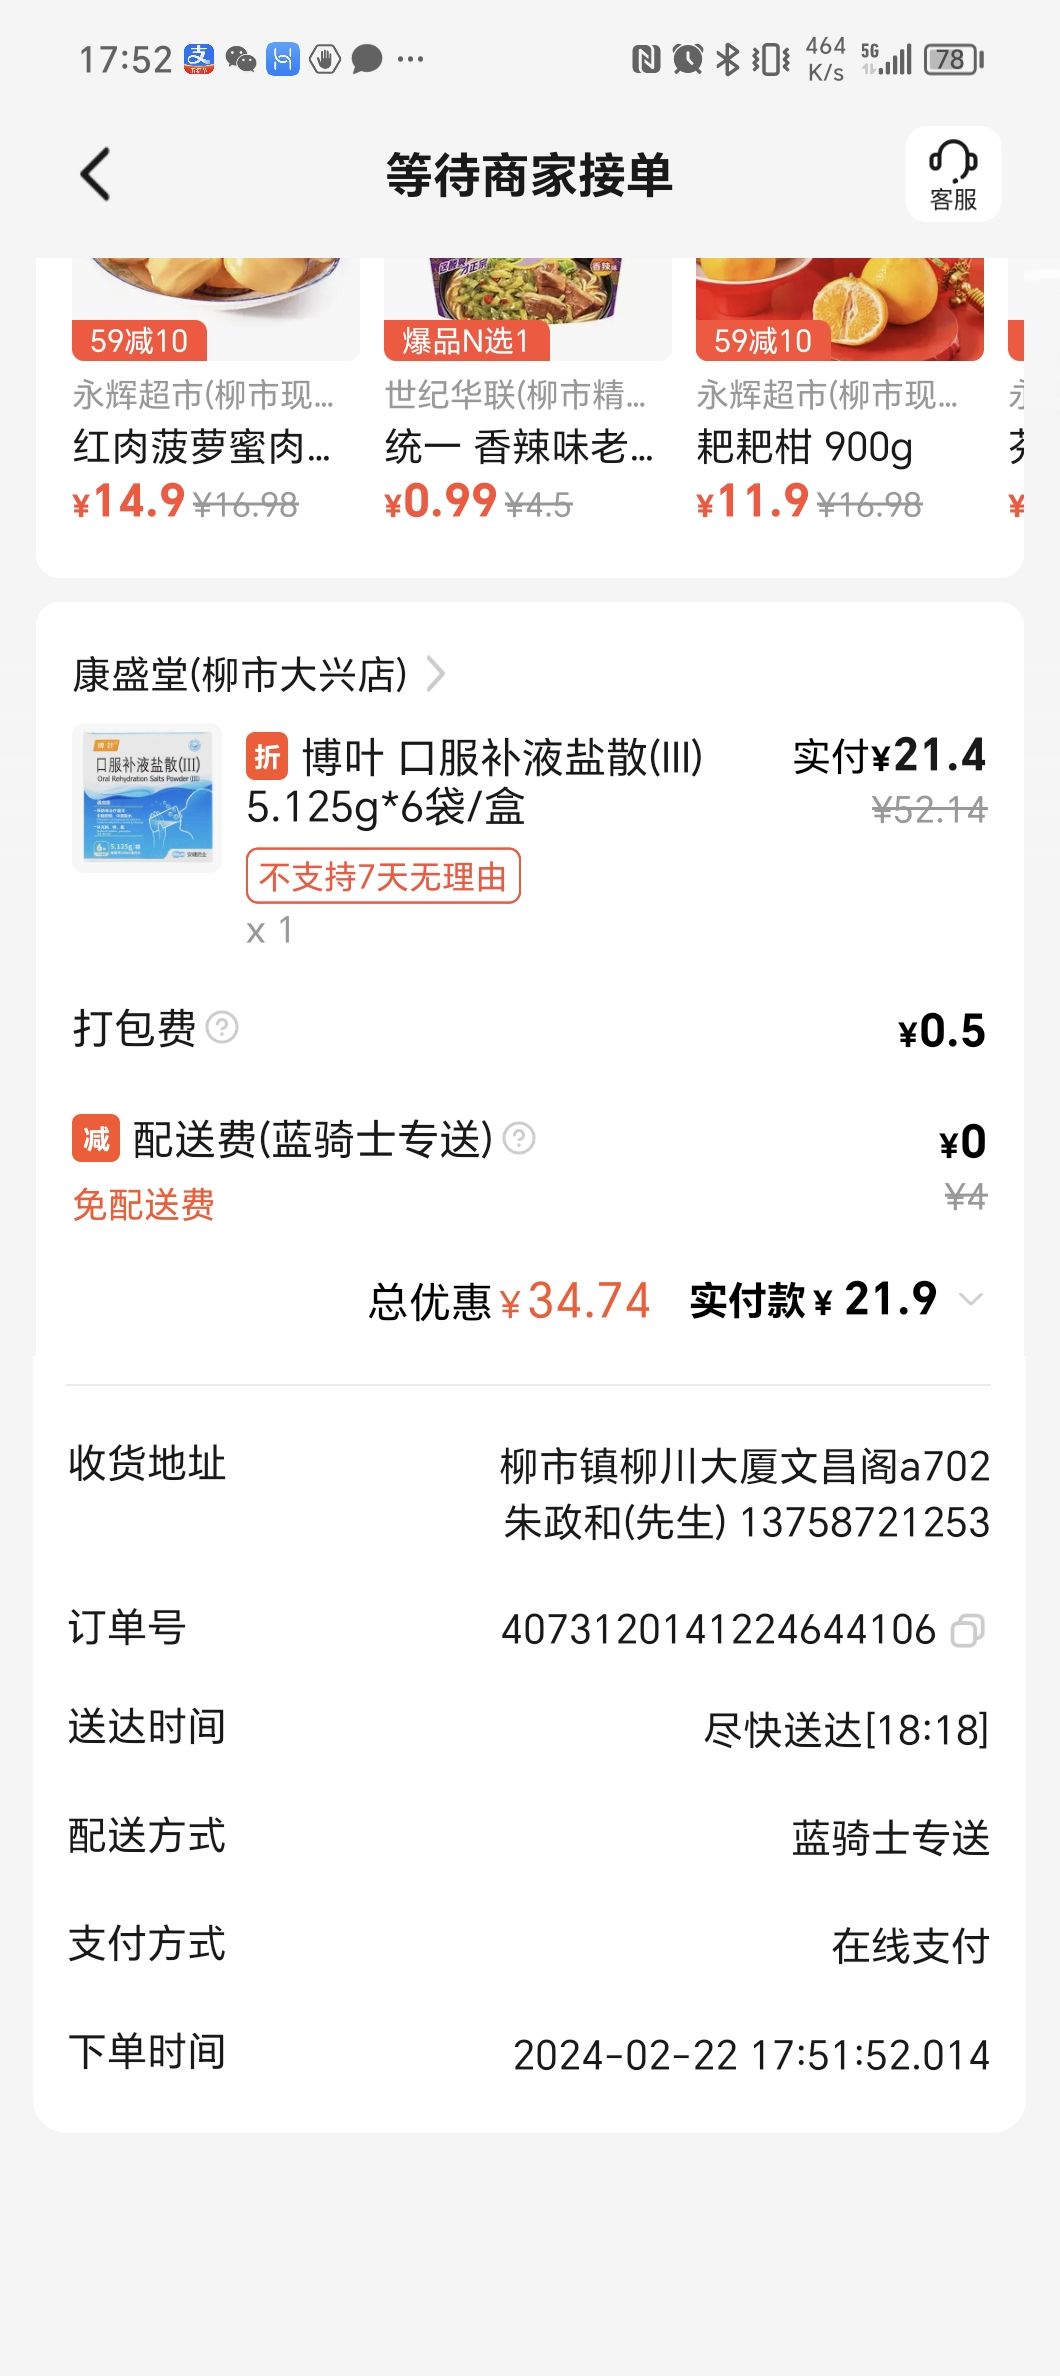 17:52
464 K/s
5G
78
等待商家接单
客服
59减10
爆品N选1
59减10
永辉超市(柳市现...
世纪华联(柳市精...
永辉超市(柳市现...
红肉菠萝蜜肉...
统一 香辣味老...
耙耙柑 900g
¥14.9 ¥16.98
¥0.99 ¥4.5
¥11.9 ¥16.98
¥
康盛堂(柳市大兴店)
折 博叶 口服补液盐散(III) 实付¥21.4
5.125g*6袋/盒 ¥52.14
口服补液盐散(III)
Oral Rehydration Salts Powder (III)
不支持7天无理由
x 1
打包费 ¥0.5
减 配送费(蓝骑士专送) ¥0
免配送费 ¥4
总优惠 ¥34.74 实付款 ¥21.9
收货地址 柳市镇柳川大厦文昌阁a702
朱政和(先生) 13758721253
订单号 4073120141224644106
送达时间 尽快送达[18:18]
配送方式 蓝骑士专送
支付方式 在线支付
下单时间 2024-02-22 17:51:52.014